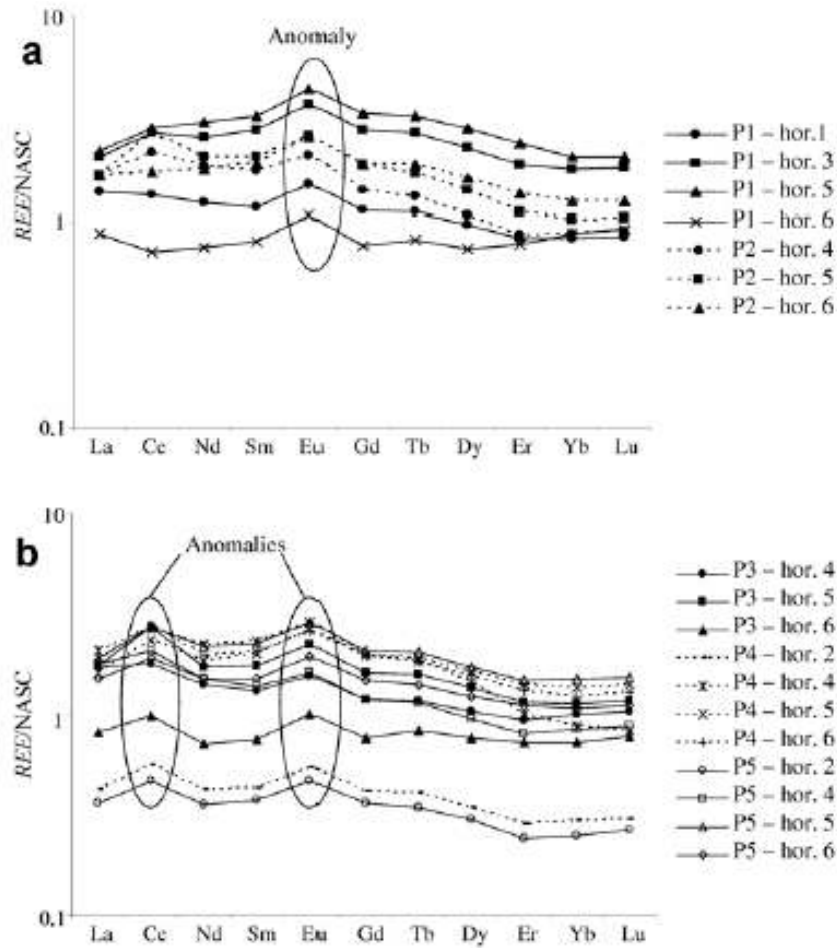 10
Anomaly
a
REE/NASC
1
0.1
La Ce Nd Sm Eu Gd Tb Dy Er Yb Lu
P1 – hor.1
P1 – hor. 3
P1 – hor. 5
P1 – hor. 6
P2 – hor. 4
P2 – hor. 5
P2 – hor. 6
10
Anomalies
b
REE/NASC
1
0.1
La Ce Nd Sm Eu Gd Tb Dy Er Yb Lu
P3 – hor. 4
P3 – hor. 5
P3 – hor. 6
P4 – hor. 2
P4 – hor. 4
P4 – hor. 5
P4 – hor. 6
P5 – hor. 2
P5 – hor. 4
P5 – hor. 5
P5 – hor. 6